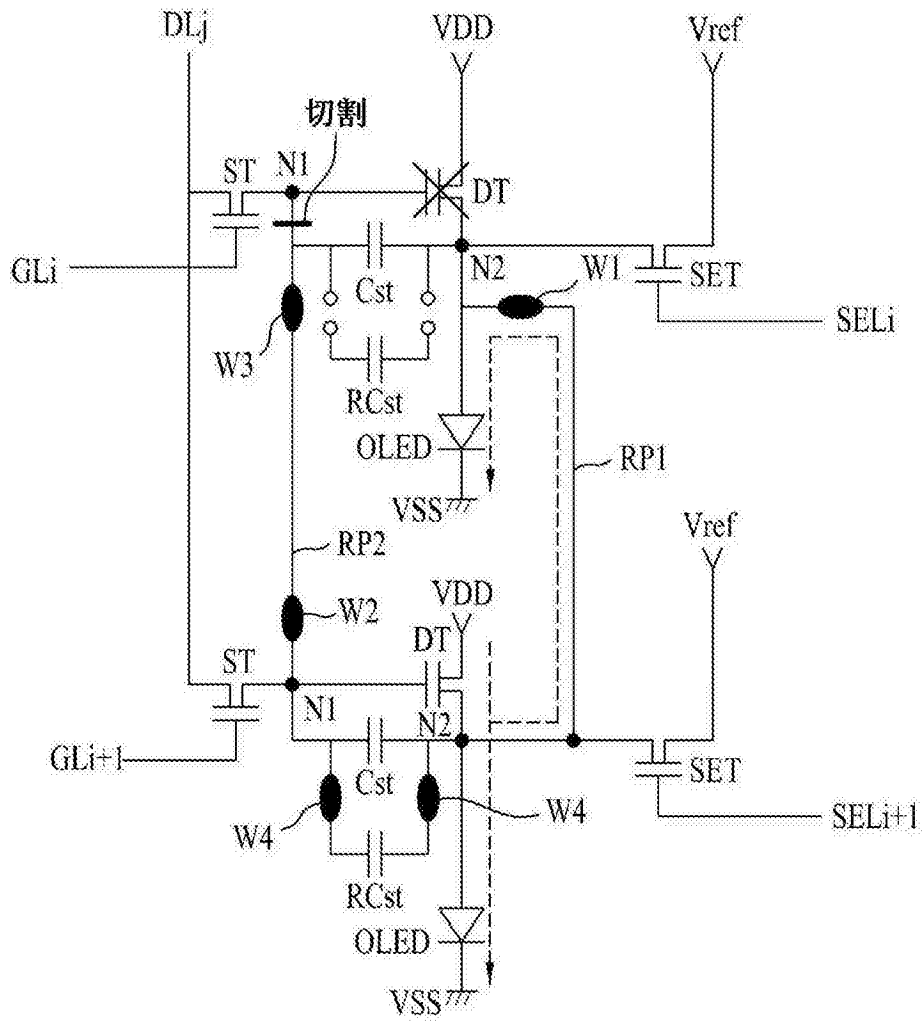 DLj
VDD
Vref
切割
ST
N1
DT
GLi
Cst
N2
W1
SET
SELi
W3
RCst
OLED
RP1
VSS
Vref
RP2
VDD
W2
DT
ST
N1
N2
GLi+1
Cst
SET
W4
W4
SELi+1
RCst
OLED
VSS